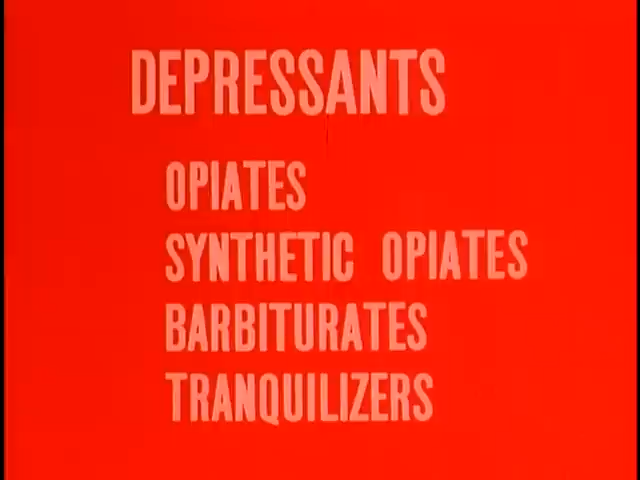 DEPRESSANTS
OPIATES
SYNTHETIC OPIATES
BARBITURATES
TRANQUILIZERS